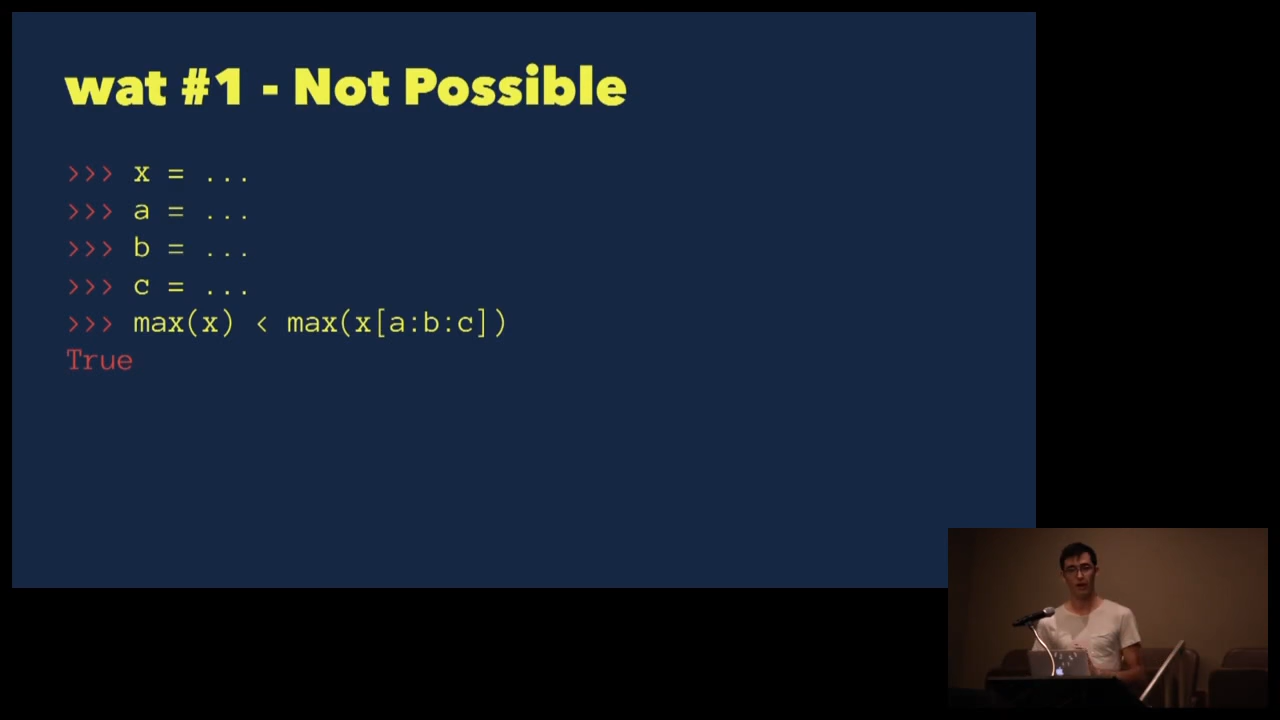 wat #1 - Not Possible
>>> x = ...
>>> a = ...
>>> b = ...
>>> c = ...
>>> max(x) < max(x[a:b:c])
True